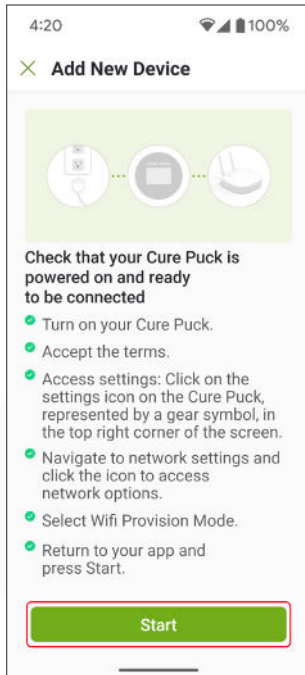 4:20
100%
Add New Device
Check that your Cure Puck is
powered on and ready
to be connected
Turn on your Cure Puck.
Accept the terms.
Access settings: Click on the
settings icon on the Cure Puck,
represented by a gear symbol, in
the top right corner of the screen.
Navigate to network settings and
click the icon to access
network options.
Select Wifi Provision Mode.
Return to your app and
press Start.
Start